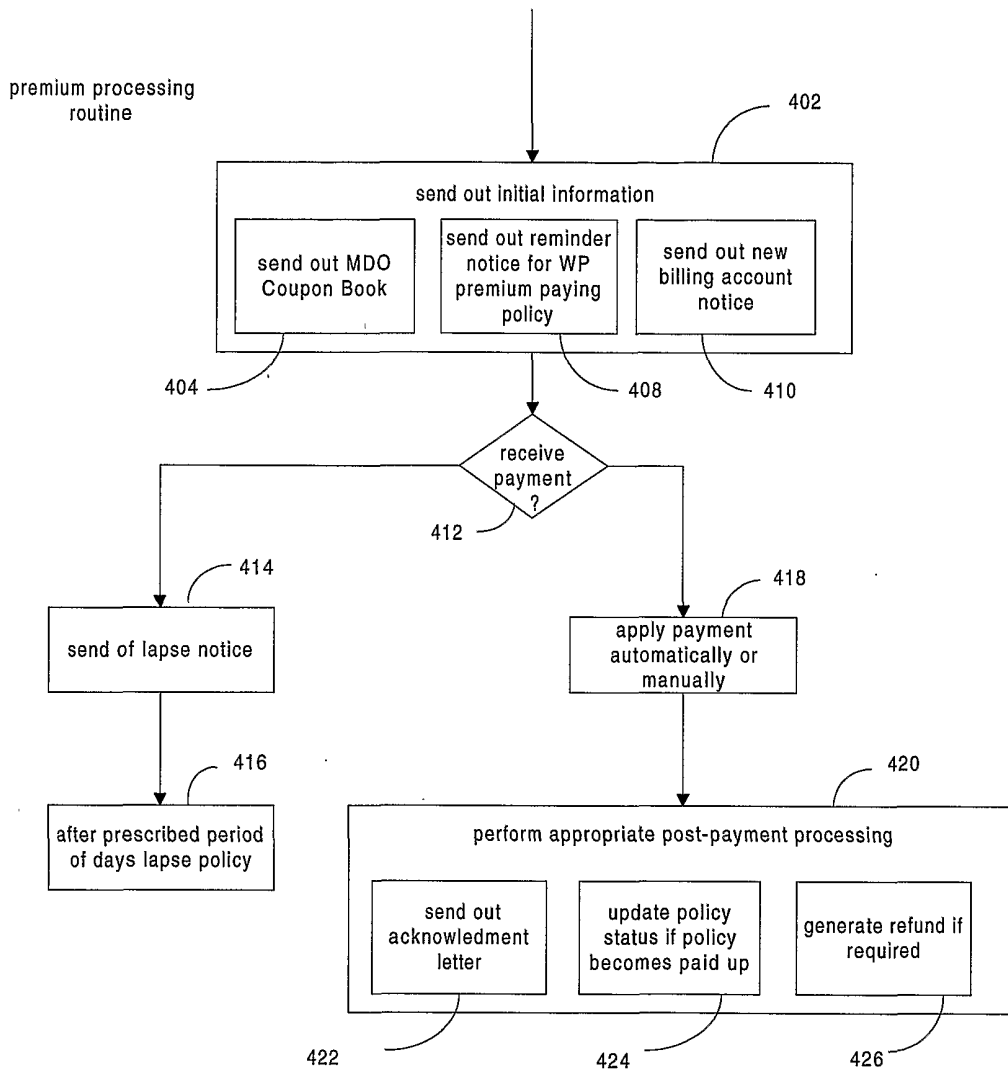 premium processing
routine
402
send out initial information
send out MDO
Coupon Book
send out reminder
notice for WP
premium paying
policy
send out new
billing account
notice
404
408
410
receive
payment
?
412
414
418
send of lapse notice
apply payment
automatically or
manually
416
420
after prescribed period
of days lapse policy
perform appropriate post-payment processing
send out
acknowledment
letter
update policy
status if policy
becomes paid up
generate refund if
required
422
424
426